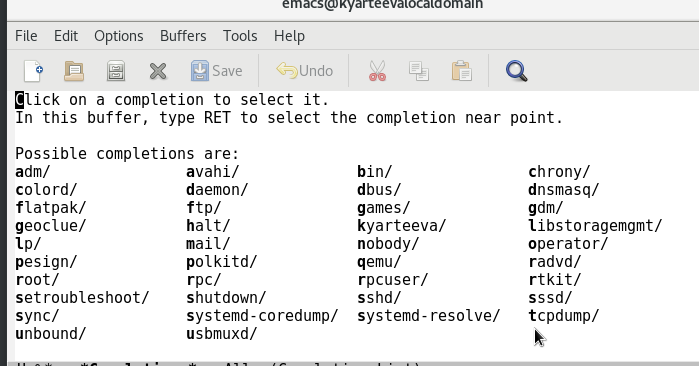 emacs@kyarteevalocaldomain
File Edit Options Buffers Tools Help
Save Undo
Click on a completion to select it.
In this buffer, type RET to select the completion near point.
Possible completions are:
adm/ avahi/ bin/ chrony/
colord/ daemon/ dbus/ dnsmasq/
flatpak/ ftp/ games/ gdm/
geoclue/ halt/ kyarteeva/ libstoragemgmt/
lp/ mail/ nobody/ operator/
pesign/ polkitd/ qemu/ radvd/
root/ rpc/ rpcuser/ rtkit/
setroubleshoot/ shutdown/ sshd/ sssd/
sync/ systemd-coredump/ systemd-resolve/ tcpdump/
unbound/ usbmuxd/